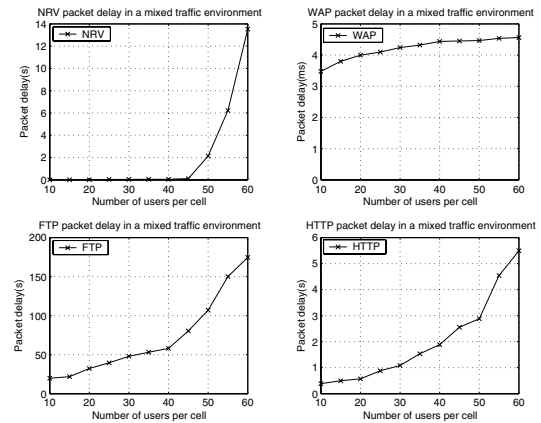 NRV packet delay in a mixed traffic environment
NRV
Packet delay(s)
14
12
10
8
6
4
2
0
10 20 30 40 50 60
Number of users per cell
WAP packet delay in a mixed traffic environment
WAP
Packet delay(ms)
5
4
3
2
1
0
10 20 30 40 50 60
Number of users per cell
FTP packet delay in a mixed traffic environment
FTP
Packet delay(s)
200
150
100
50
0
10 20 30 40 50 60
Number of users per cell
HTTP packet delay in a mixed traffic environment
HTTP
Packet delay(s)
6
5
4
3
2
1
0
10 20 30 40 50 60
Number of users per cell